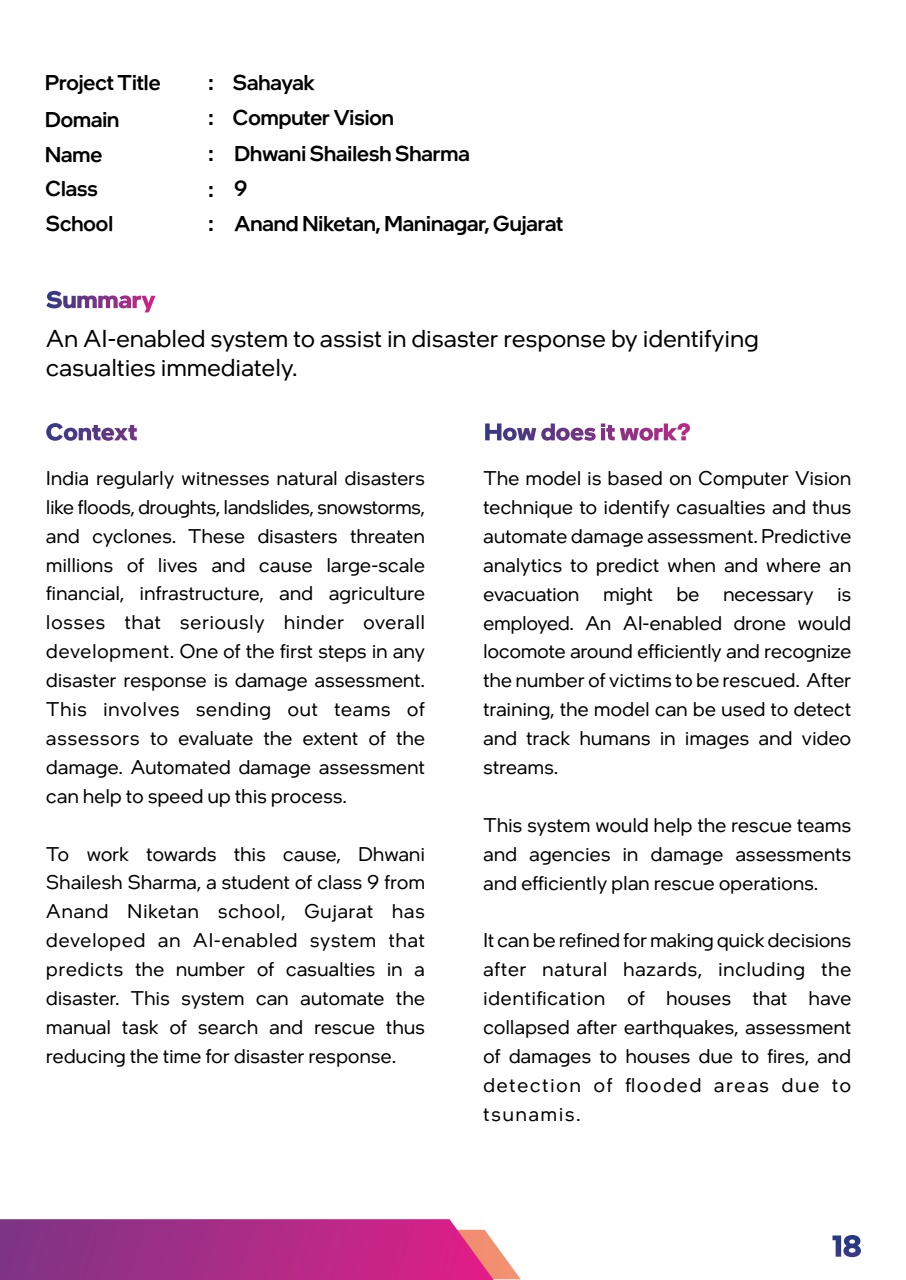 Project Title : Sahayak
Domain : Computer Vision
Name : Dhwani Shailesh Sharma
Class : 9
School : Anand Niketan, Maninagar, Gujarat
Summary
An AI-enabled system to assist in disaster response by identifying
casualties immediately.
Context
India regularly witnesses natural disasters
like floods, droughts, landslides, snowstorms,
and cyclones. These disasters threaten
millions of lives and cause large-scale
financial, infrastructure, and agriculture
losses that seriously hinder overall
development. One of the first steps in any
disaster response is damage assessment.
This involves sending out teams of
assessors to evaluate the extent of the
damage. Automated damage assessment
can help to speed up this process.
To work towards this cause, Dhwani
Shailesh Sharma, a student of class 9 from
Anand Niketan school, Gujarat has
developed an AI-enabled system that
predicts the number of casualties in a
disaster. This system can automate the
manual task of search and rescue thus
reducing the time for disaster response.
How does it work?
The model is based on Computer Vision
technique to identify casualties and thus
automate damage assessment. Predictive
analytics to predict when and where an
evacuation might be necessary is
employed. An AI-enabled drone would
locomote around efficiently and recognize
the number of victims to be rescued. After
training, the model can be used to detect
and track humans in images and video
streams.
This system would help the rescue teams
and agencies in damage assessments
and efficiently plan rescue operations.
It can be refined for making quick decisions
after natural hazards, including the
identification of houses that have
collapsed after earthquakes, assessment
of damages to houses due to fires, and
detection of flooded areas due to
tsunamis.
18